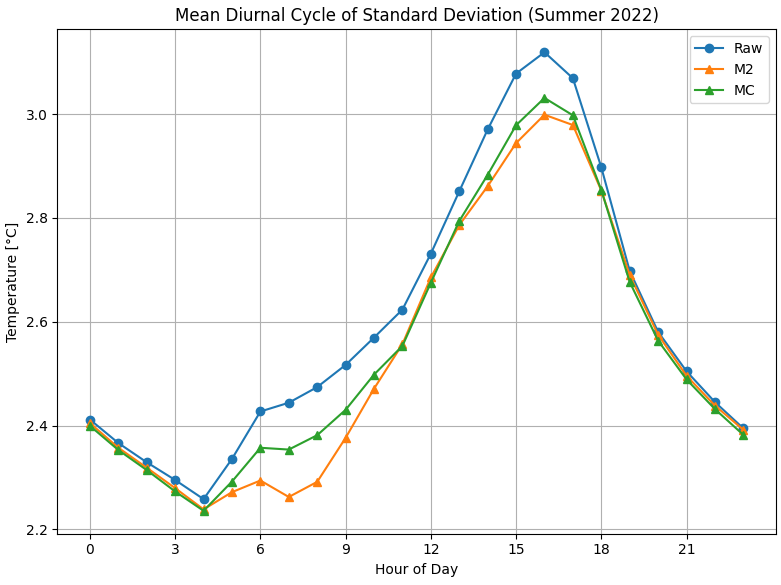 Mean Diurnal Cycle of Standard Deviation (Summer 2022)
Raw
M2
MC
Temperature [°C]
3.0
2.8
2.6
2.4
2.2
0 3 6 9 12 15 18 21
Hour of Day